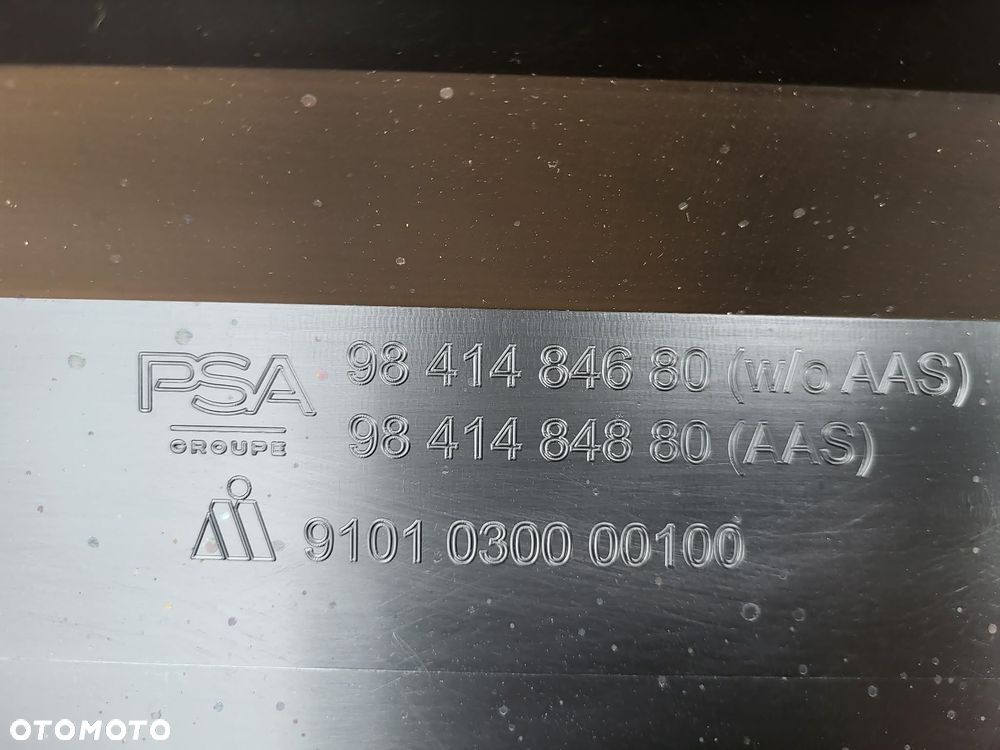 PSA 98 414 846 80 (w/o AAS)
GROUPE 98 414 848 80 (AAS)
9101 0300 00100
OTOMOTO